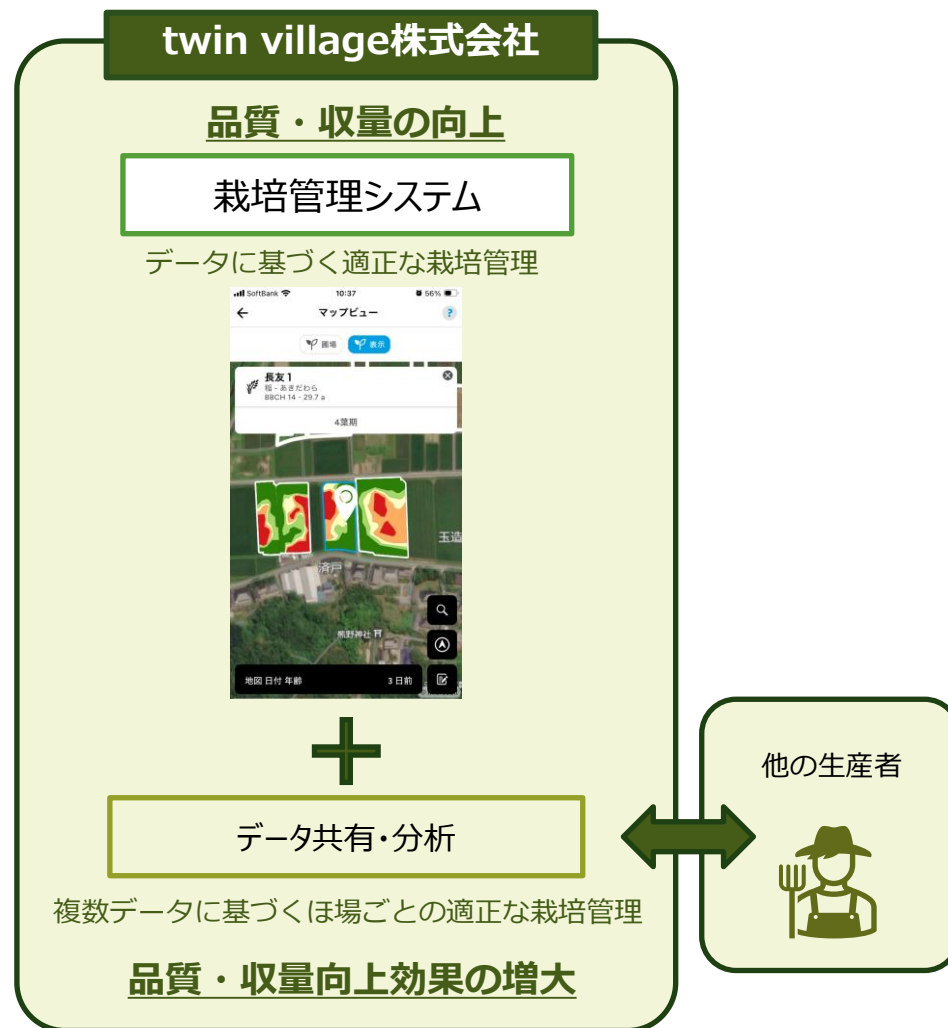 twin village株式会社
品質・収量の向上
栽培管理システム
データに基づく適正な栽培管理
SoftBank 10:37 56%
マップビュー ?
圃場 表示
長友 1
稲 - あきだわら
BBCH 14 - 29.7 a
4葉期
玉造
済戸
熊野神社
地図 日付 年齢 3 日前
データ共有・分析
複数データに基づくほ場ごとの適正な栽培管理
品質・収量向上効果の増大
他の生産者